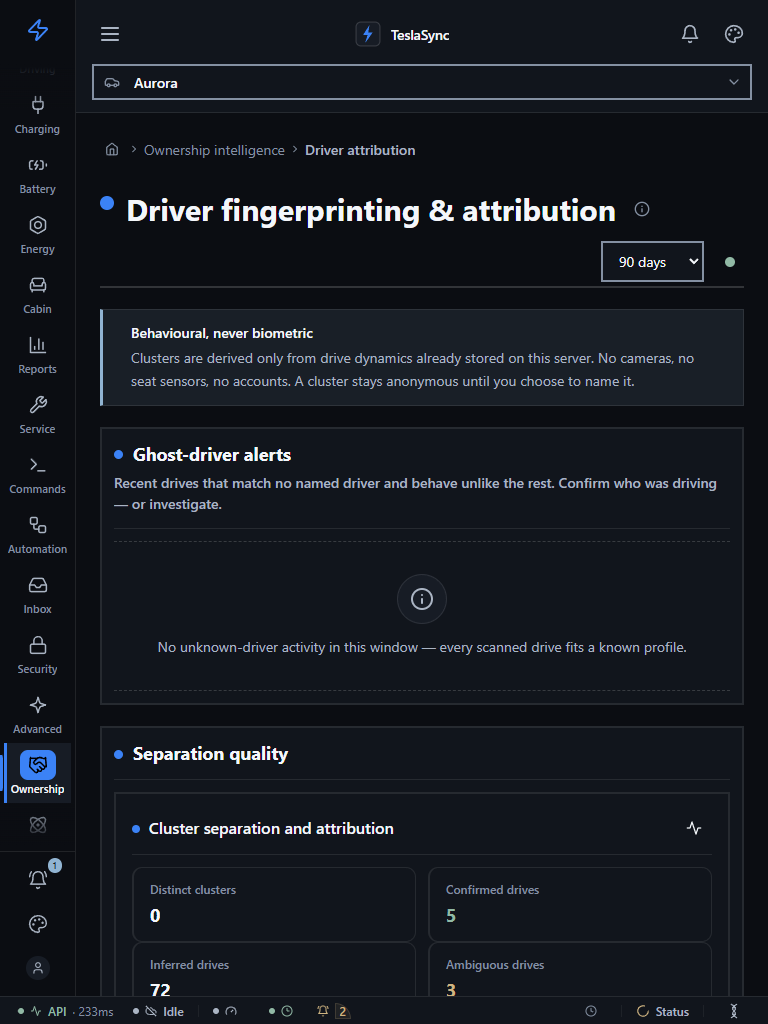 TeslaSync
Aurora
Driving
Charging
Battery
Energy
Cabin
Reports
Service
Commands
Automation
Inbox
Security
Advanced
Ownership
1
Ownership intelligence
Driver attribution
Driver fingerprinting & attribution
90 days
Behavioural, never biometric
Clusters are derived only from drive dynamics already stored on this server. No cameras, no
seat sensors, no accounts. A cluster stays anonymous until you choose to name it.
Ghost-driver alerts
Recent drives that match no named driver and behave unlike the rest. Confirm who was driving
— or investigate.
No unknown-driver activity in this window — every scanned drive fits a known profile.
Separation quality
Cluster separation and attribution
Distinct clusters
0
Confirmed drives
5
Inferred drives
72
Ambiguous drives
3
API · 233ms
Idle
2
Status